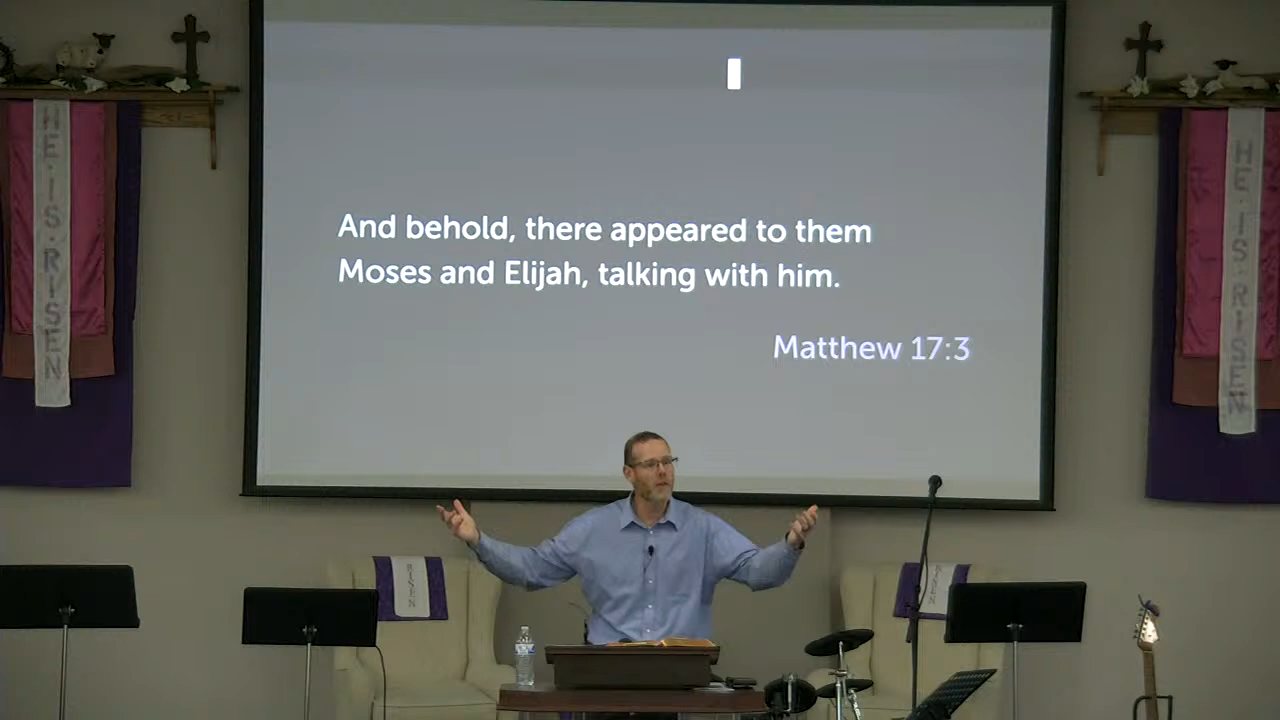 And behold, there appeared to them
Moses and Elijah, talking with him.
Matthew 17:3
HE·IS·RISEN
HE·IS·RISEN